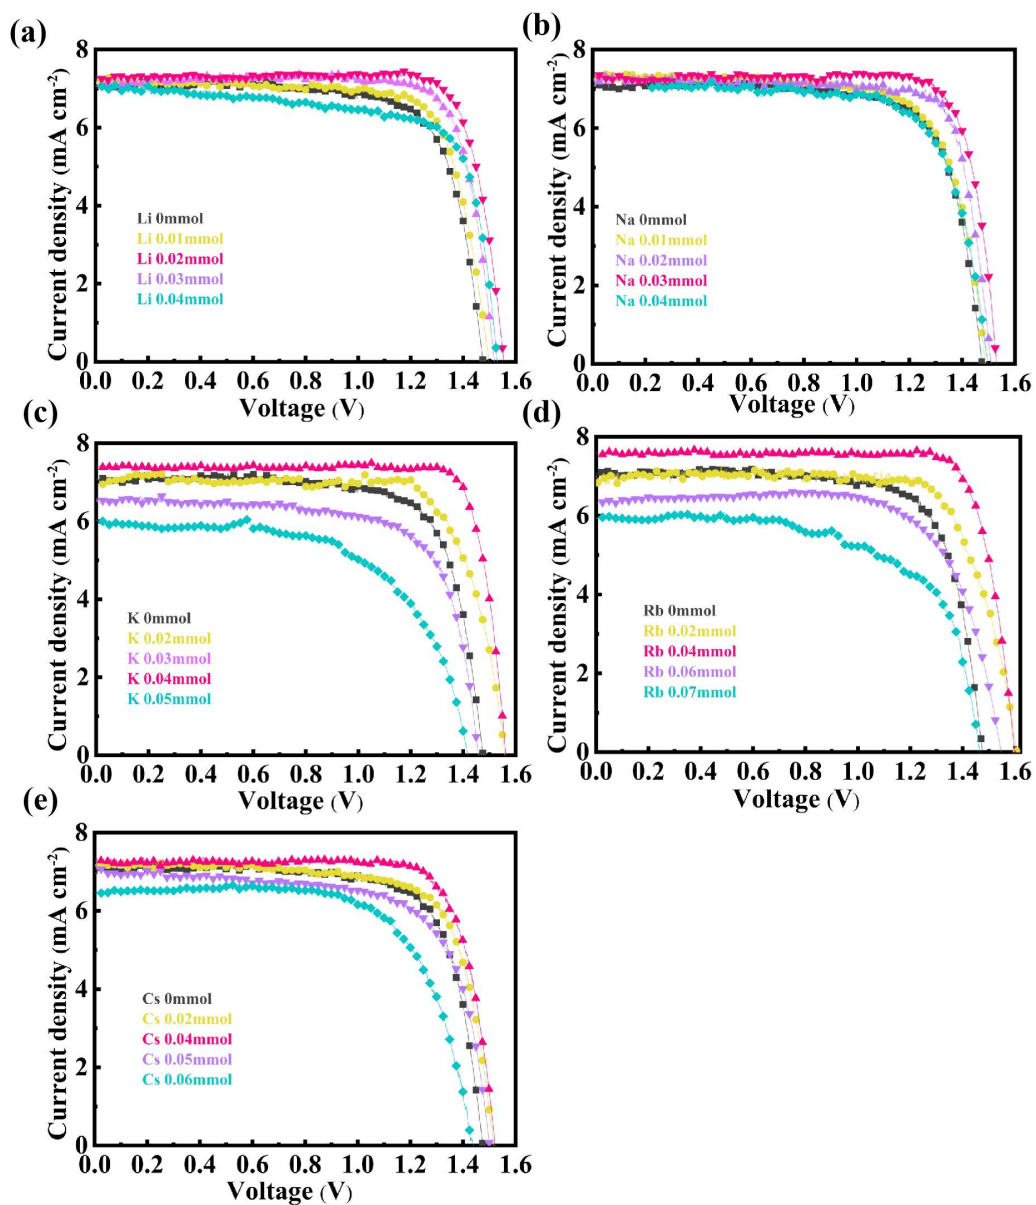 (a)
8
6
4
2
0
Current density (mA cm-2)
Li 0mmol
Li 0.01mmol
Li 0.02mmol
Li 0.03mmol
Li 0.04mmol
0.0 0.2 0.4 0.6 0.8 1.0 1.2 1.4 1.6
Voltage (V)
(b)
8
6
4
2
0
Current density (mA cm-2)
Na 0mmol
Na 0.01mmol
Na 0.02mmol
Na 0.03mmol
Na 0.04mmol
0.0 0.2 0.4 0.6 0.8 1.0 1.2 1.4 1.6
Voltage (V)
(c)
8
6
4
2
0
Current density (mA cm-2)
K 0mmol
K 0.02mmol
K 0.03mmol
K 0.04mmol
K 0.05mmol
0.0 0.2 0.4 0.6 0.8 1.0 1.2 1.4 1.6
Voltage (V)
(d)
8
6
4
2
0
Current density (mA cm-2)
Rb 0mmol
Rb 0.02mmol
Rb 0.04mmol
Rb 0.06mmol
Rb 0.07mmol
0.0 0.2 0.4 0.6 0.8 1.0 1.2 1.4 1.6
Voltage (V)
(e)
8
6
4
2
0
Current density (mA cm-2)
Cs 0mmol
Cs 0.02mmol
Cs 0.04mmol
Cs 0.05mmol
Cs 0.06mmol
0.0 0.2 0.4 0.6 0.8 1.0 1.2 1.4 1.6
Voltage (V)